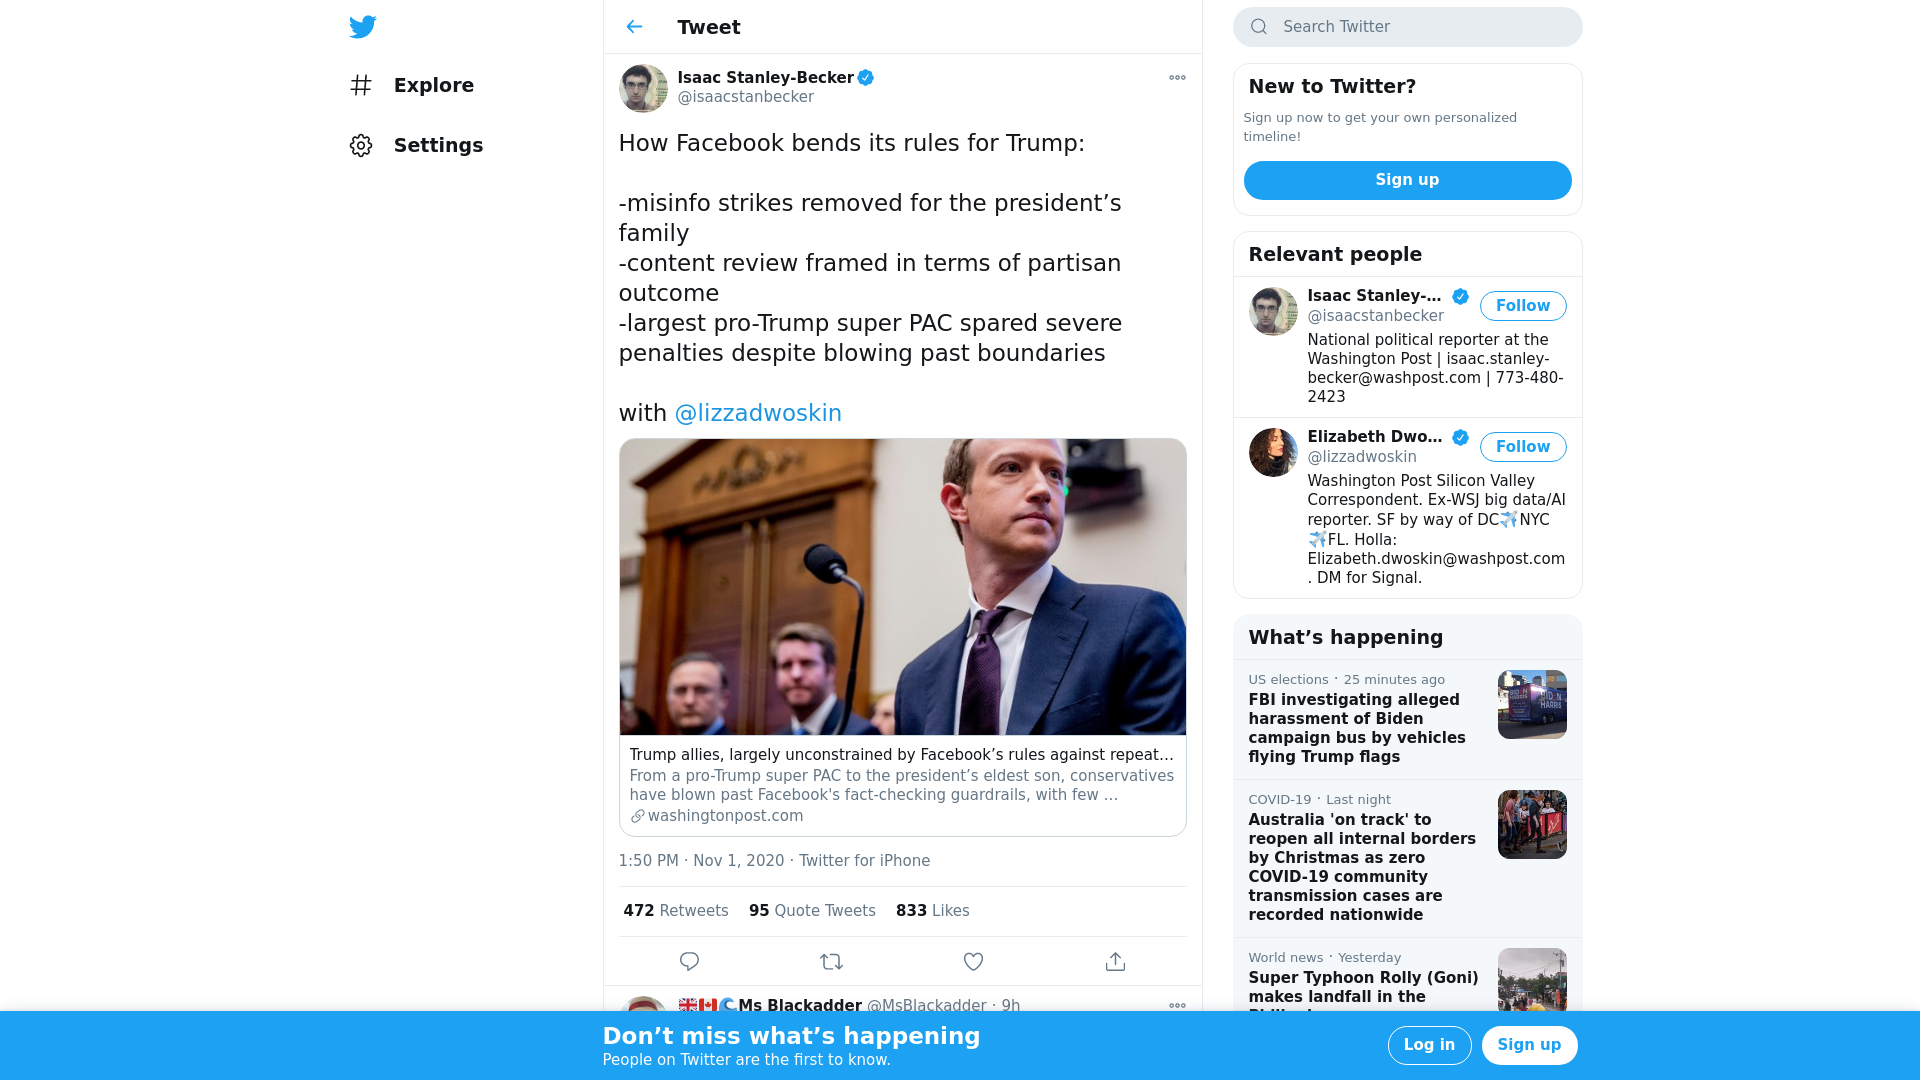 Explore
Settings
Tweet
Isaac Stanley-Becker
@isaacstanbecker
How Facebook bends its rules for Trump:
-misinfo strikes removed for the president’s
family
-content review framed in terms of partisan
outcome
-largest pro-Trump super PAC spared severe
penalties despite blowing past boundaries
with @lizzadwoskin
Trump allies, largely unconstrained by Facebook’s rules against repeat…
From a pro-Trump super PAC to the president’s eldest son, conservatives
have blown past Facebook's fact-checking guardrails, with few …
washingtonpost.com
1:50 PM · Nov 1, 2020 · Twitter for iPhone
472 Retweets 95 Quote Tweets 833 Likes
Ms Blackadder @MsBlackadder · 9h
Search Twitter
New to Twitter?
Sign up now to get your own personalized
timeline!
Sign up
Relevant people
Isaac Stanley-…
Follow
@isaacstanbecker
National political reporter at the
Washington Post | isaac.stanley-
becker@washpost.com | 773-480-
2423
Elizabeth Dwo…
Follow
@lizzadwoskin
Washington Post Silicon Valley
Correspondent. Ex-WSJ big data/AI
reporter. SF by way of DC✈️NYC
✈️FL. Holla:
Elizabeth.dwoskin@washpost.com
. DM for Signal.
What’s happening
US elections · 25 minutes ago
FBI investigating alleged
harassment of Biden
campaign bus by vehicles
flying Trump flags
COVID-19 · Last night
Australia 'on track' to
reopen all internal borders
by Christmas as zero
COVID-19 community
transmission cases are
recorded nationwide
World news · Yesterday
Super Typhoon Rolly (Goni)
makes landfall in the
Don’t miss what’s happening
People on Twitter are the first to know.
Log in
Sign up